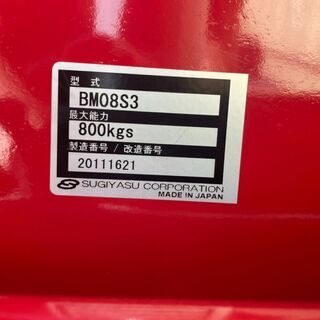 型式
BM08S3
最大能力
800kgs
製造番号 / 改造番号
20111621
SUGIYASU CORPORATION
MADE IN JAPAN